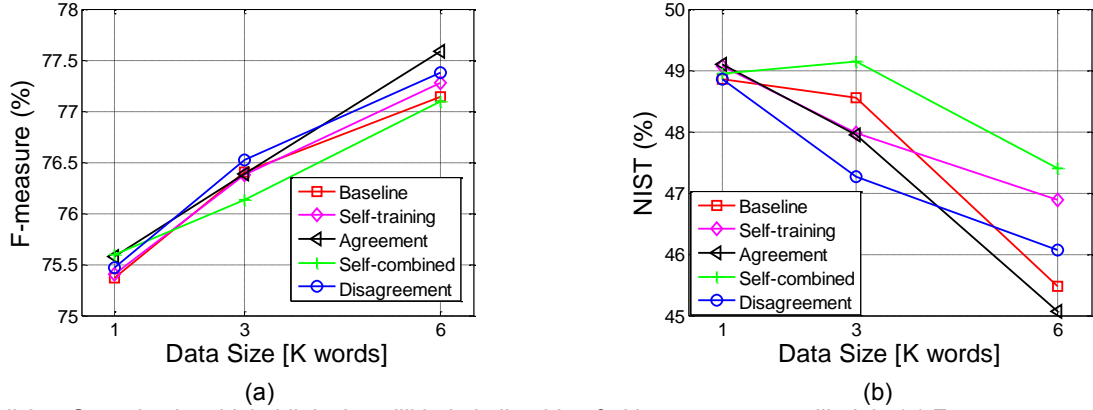 78
77.5
77
76.5
76
75.5
75
F-measure (%)
Baseline
Self-training
Agreement
Self-combined
Disagreement
1
3
6
Data Size [K words]
(a)
50
49
48
47
46
45
NIST (%)
Baseline
Self-training
Agreement
Self-combined
Disagreement
1
3
6
Data Size [K words]
(b)